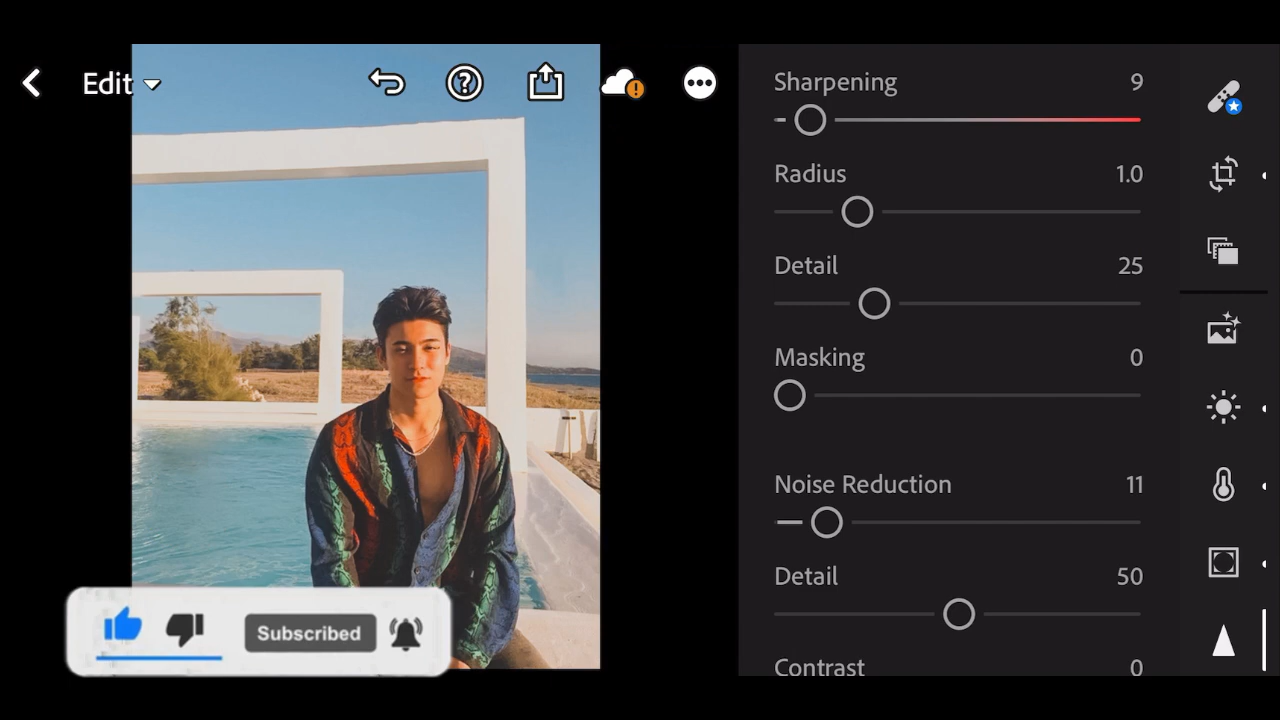 Edit
Sharpening 9
Radius 1.0
Detail 25
Masking 0
Noise Reduction 11
Detail 50
Contrast 0
Subscribed